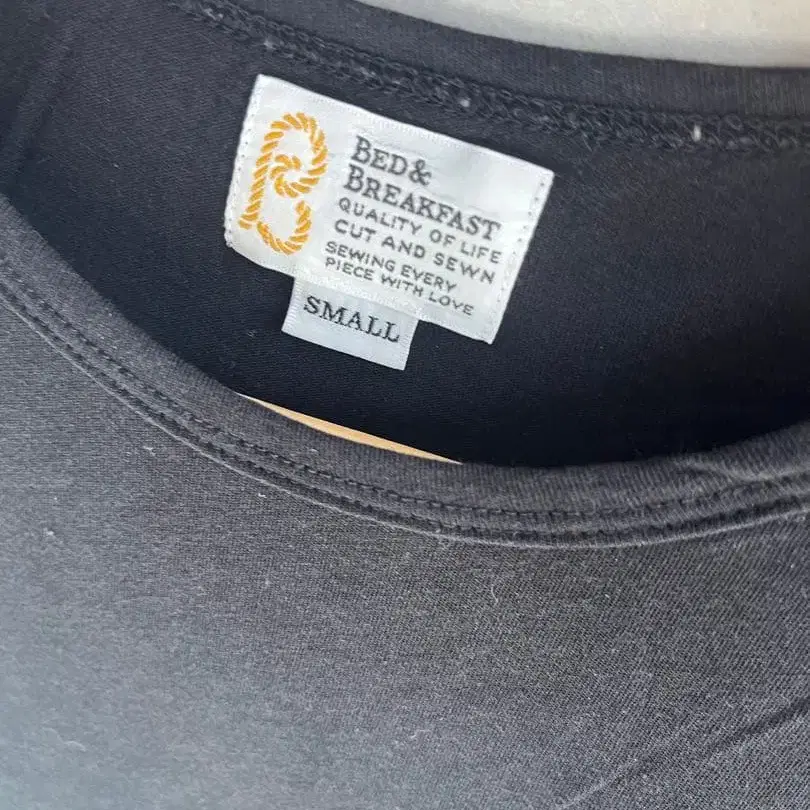 BED&
BREAKFAST
QUALITY OF LIFE
CUT AND SEWN
SEWING EVERY
PIECE WITH LOVE
SMALL